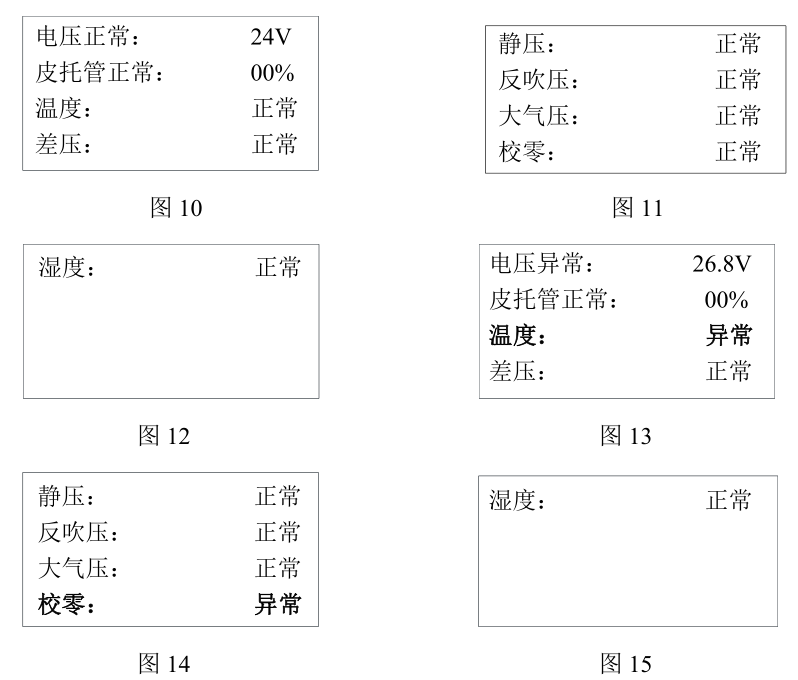 电压正常： 24V
皮托管正常： 00%
温度： 正常
差压： 正常
图 10
静压： 正常
反吹压： 正常
大气压： 正常
校零： 正常
图 11
湿度： 正常
图 12
电压异常： 26.8V
皮托管正常： 00%
温度： 异常
差压： 正常
图 13
静压： 正常
反吹压： 正常
大气压： 正常
校零： 异常
图 14
湿度： 正常
图 15